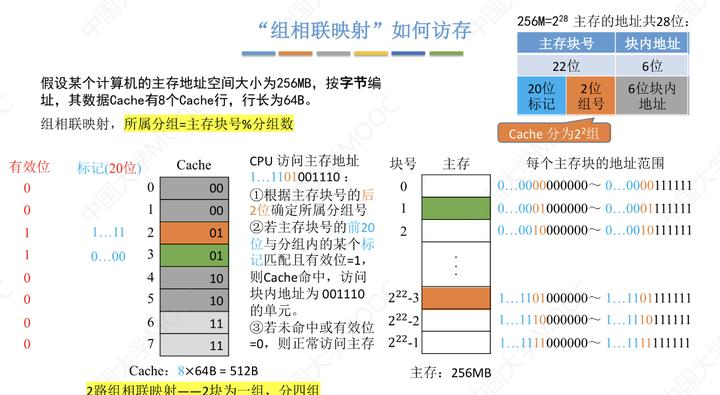 “组相联映射”如何访存
256M=2²⁸ 主存的地址共28位：
主存块号 块内地址
22位 6位
20位标记 2位组号 6位块内地址
Cache 分为2²组
假设某个计算机的主存地址空间大小为256MB，按字节编
址，其数据Cache有8个Cache行，行长为64B。
组相联映射，所属分组=主存块号%分组数
有效位 标记(20位) Cache
0 0 00
0 1 00
1 1…11 2 01
1 0…00 3 01
0 4 10
0 5 10
0 6 11
0 7 11
Cache：8×64B = 512B
2路组相联映射——2块为一组，分四组
CPU 访问主存地址
1…1101001110：
①根据主存块号的后
2位确定所属分组号
②若主存块号的前20
位与分组内的某个标
记匹配且有效位=1，
则Cache命中，访问
块内地址为 001110
的单元。
③若未命中或有效位
=0，则正常访问主存
块号 主存 每个主存块的地址范围
0 0…0000000000～ 0…0000111111
1 0…0001000000～ 0…0001111111
2 0…0010000000～ 0…0010111111
⋮
2²²-3 1…1101000000～ 1…1101111111
2²²-2 1…1110000000～ 1…1110111111
2²²-1 1…1111000000～ 1…1111111111
主存：256MB
中国大学MOOC